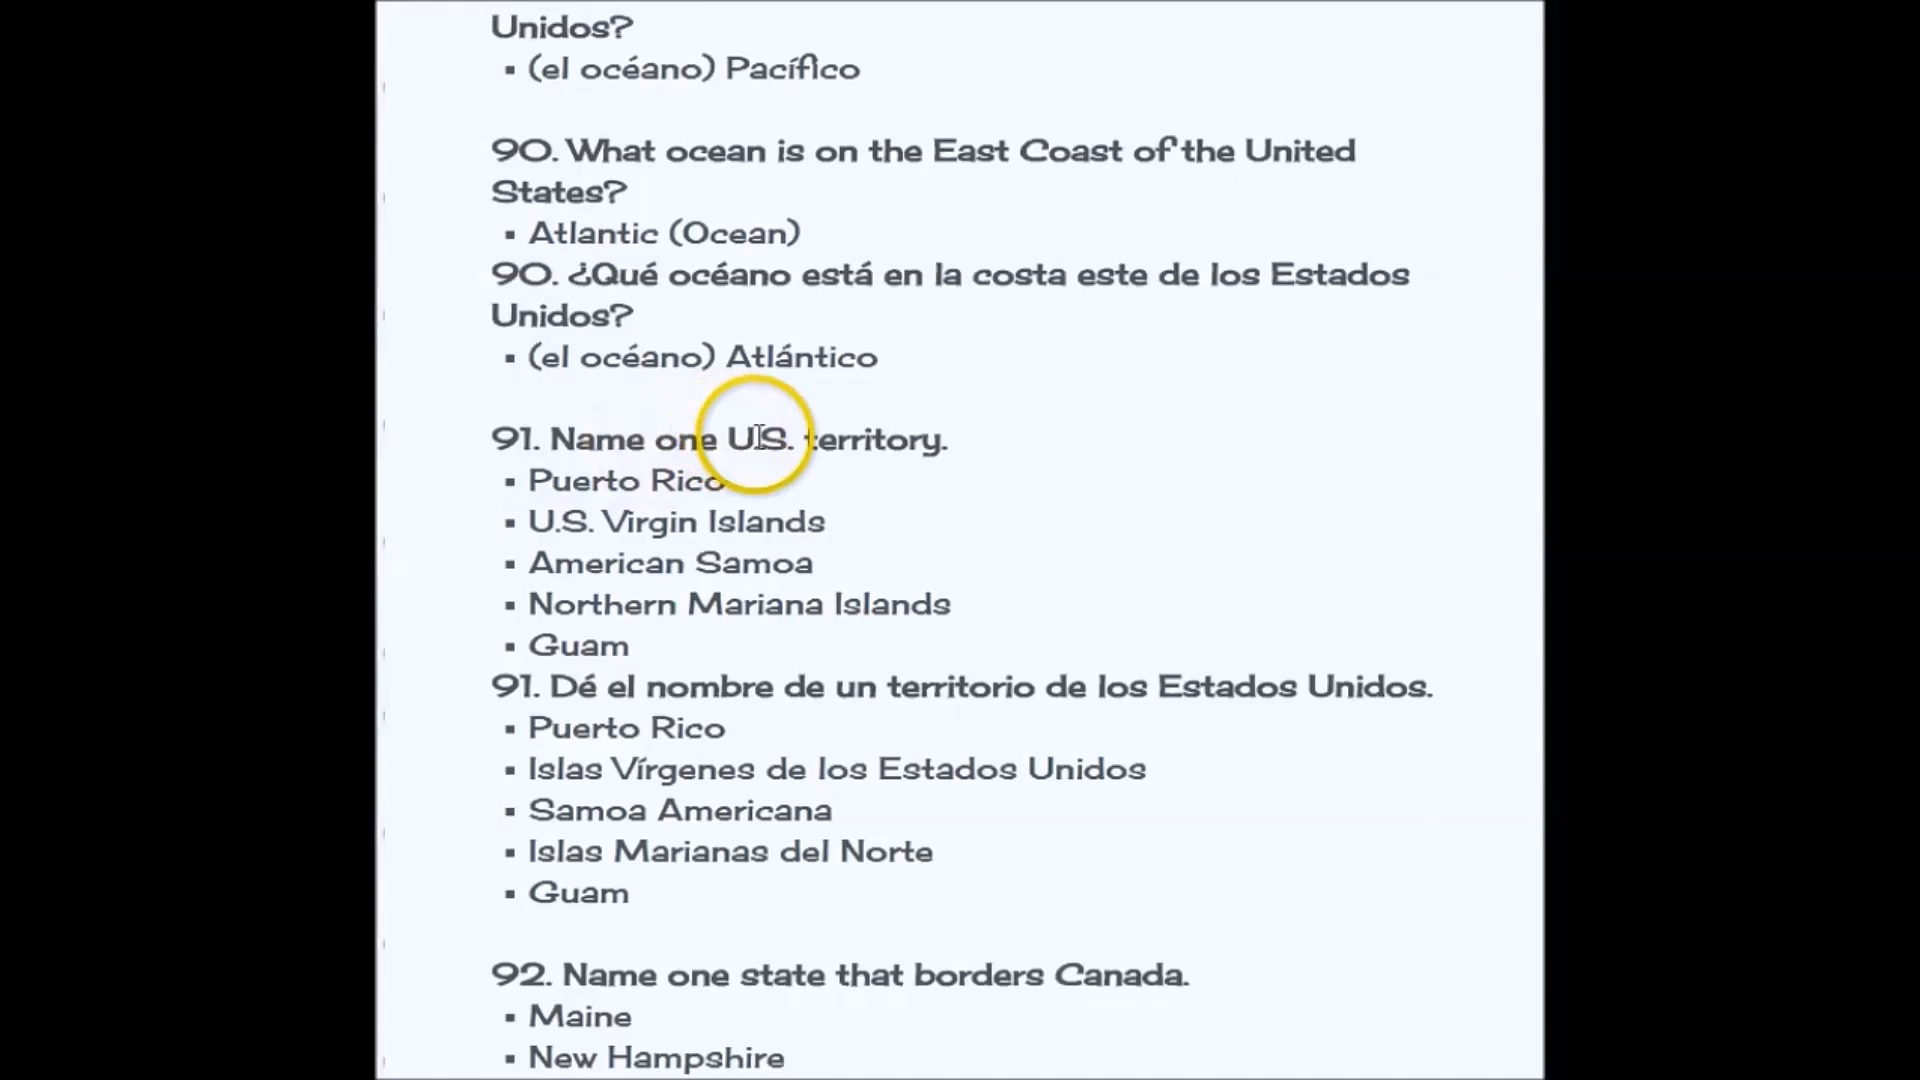 Unidos?
▪ (el océano) Pacífico
90. What ocean is on the East Coast of the United
States?
▪ Atlantic (Ocean)
90. ¿Qué océano está en la costa este de los Estados
Unidos?
▪ (el océano) Atlántico
91. Name one U.S. territory.
▪ Puerto Rico
▪ U.S. Virgin Islands
▪ American Samoa
▪ Northern Mariana Islands
▪ Guam
91. Dé el nombre de un territorio de los Estados Unidos.
▪ Puerto Rico
▪ Islas Vírgenes de los Estados Unidos
▪ Samoa Americana
▪ Islas Marianas del Norte
▪ Guam
92. Name one state that borders Canada.
▪ Maine
▪ New Hampshire